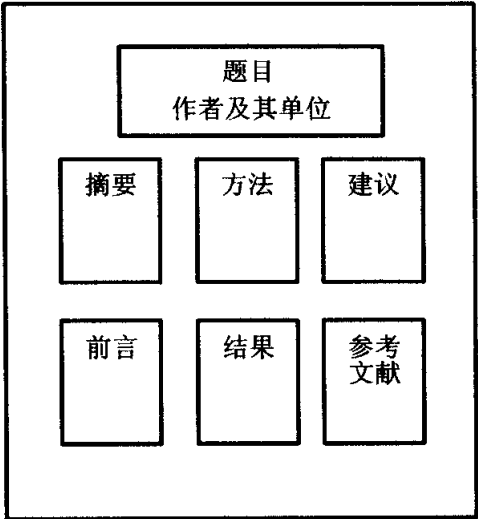 题目
作者及其单位
摘要
方法
建议
前言
结果
参考
文献